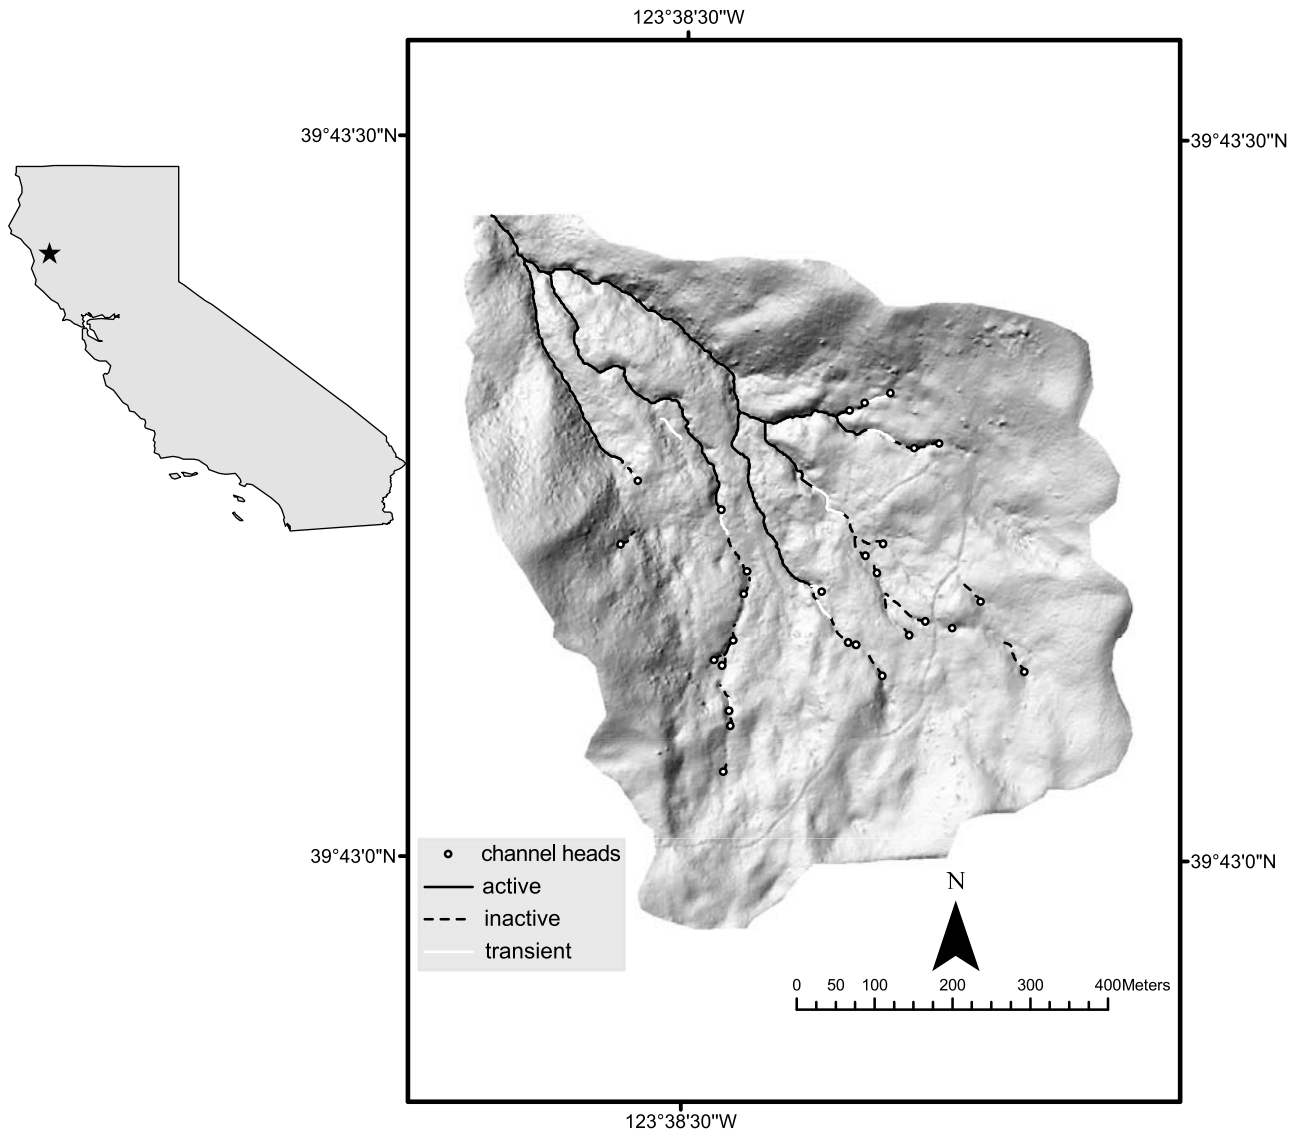 123°38'30"W
39°43'30"N
39°43'30"N
channel heads
active
inactive
transient
39°43'0"N
39°43'0"N
N
0 50 100 200 300 400Meters
123°38'30"W